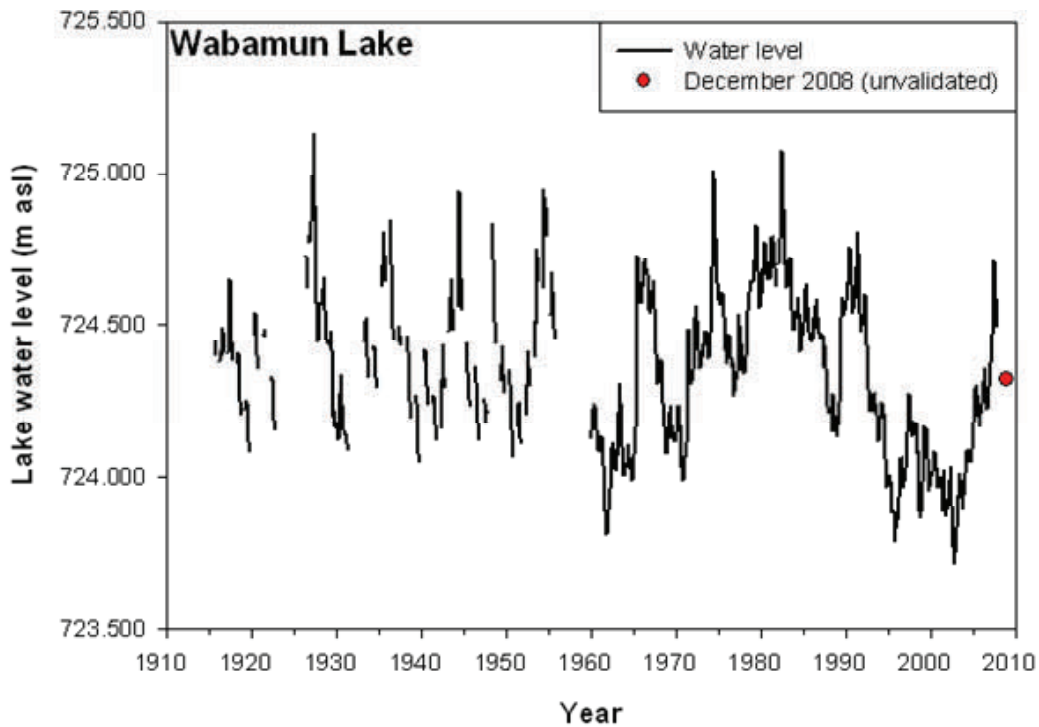 Wabamun Lake
Water level
December 2008 (unvalidated)
Lake water level (m asl)
725.500
725.000
724.500
724.000
723.500
1910 1920 1930 1940 1950 1960 1970 1980 1990 2000 2010
Year